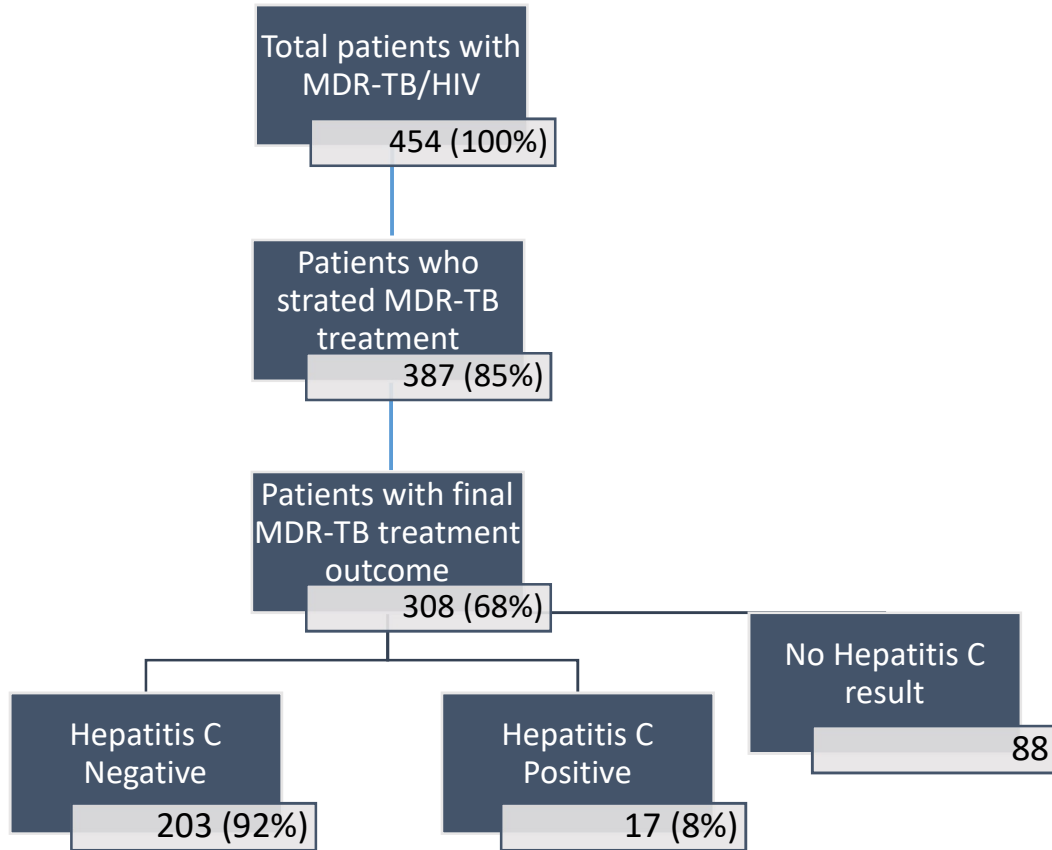 Total patients with
MDR-TB/HIV
454 (100%)
Patients who
strated MDR-TB
treatment
387 (85%)
Patients with final
MDR-TB treatment
outcome
308 (68%)
No Hepatitis C
result
88
Hepatitis C
Negative
203 (92%)
Hepatitis C
Positive
17 (8%)